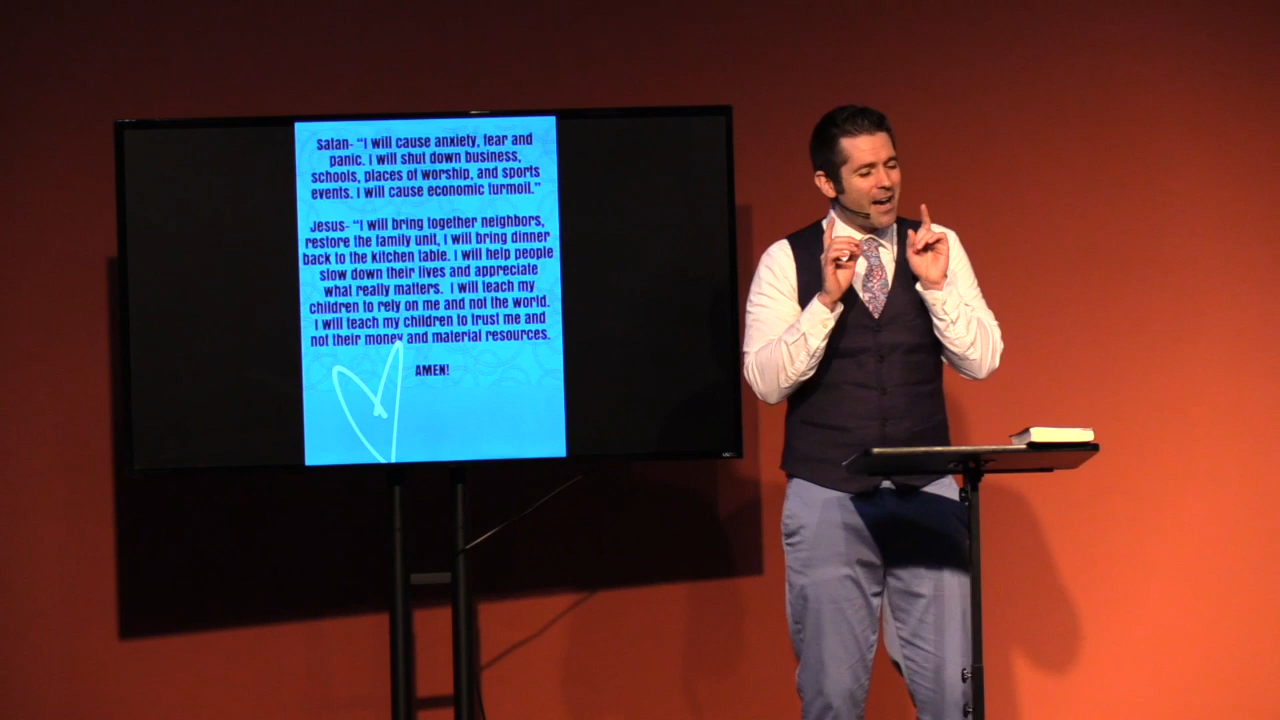 Satan- “I will cause anxiety, fear and
panic. I will shut down business,
schools, places of worship, and sports
events. I will cause economic turmoil.”
Jesus- “I will bring together neighbors,
restore the family unit, I will bring dinner
back to the kitchen table. I will help people
slow down their lives and appreciate
what really matters. I will teach my
children to rely on me and not the world.
I will teach my children to trust me and
not their money and material resources.
AMEN!